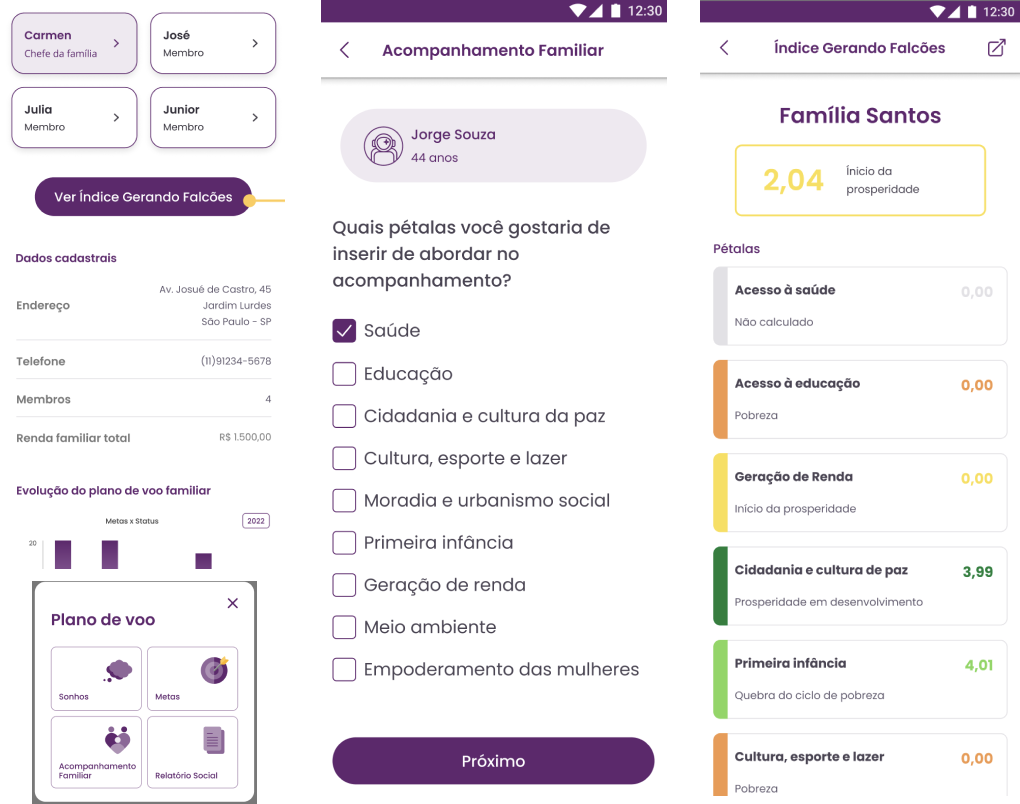 Carmen
Chefe da família
José
Membro
Julia
Membro
Junior
Membro
Ver Índice Gerando Falcões
Dados cadastrais
Endereço
Av. Josué de Castro, 45
Jardim Lurdes
São Paulo - SP
Telefone
(11)91234-5678
Membros
4
Renda familiar total
R$ 1.500,00
Evolução do plano de voo familiar
Metas x Status
2022
20
Plano de voo
Sonhos
Metas
Acompanhamento
Familiar
Relatório Social
12:30
Acompanhamento Familiar
Jorge Souza
44 anos
Quais pétalas você gostaria de
inserir de abordar no
acompanhamento?
Saúde
Educação
Cidadania e cultura da paz
Cultura, esporte e lazer
Moradia e urbanismo social
Primeira infância
Geração de renda
Meio ambiente
Empoderamento das mulheres
Próximo
12:30
Índice Gerando Falcões
Família Santos
2,04
Ínicio da
prosperidade
Pétalas
Acesso à saúde
0,00
Não calculado
Acesso à educação
0,00
Pobreza
Geração de Renda
0,00
Início da prosperidade
Cidadania e cultura de paz
3,99
Prosperidade em desenvolvimento
Primeira infância
4,01
Quebra do ciclo de pobreza
Cultura, esporte e lazer
0,00
Pobreza